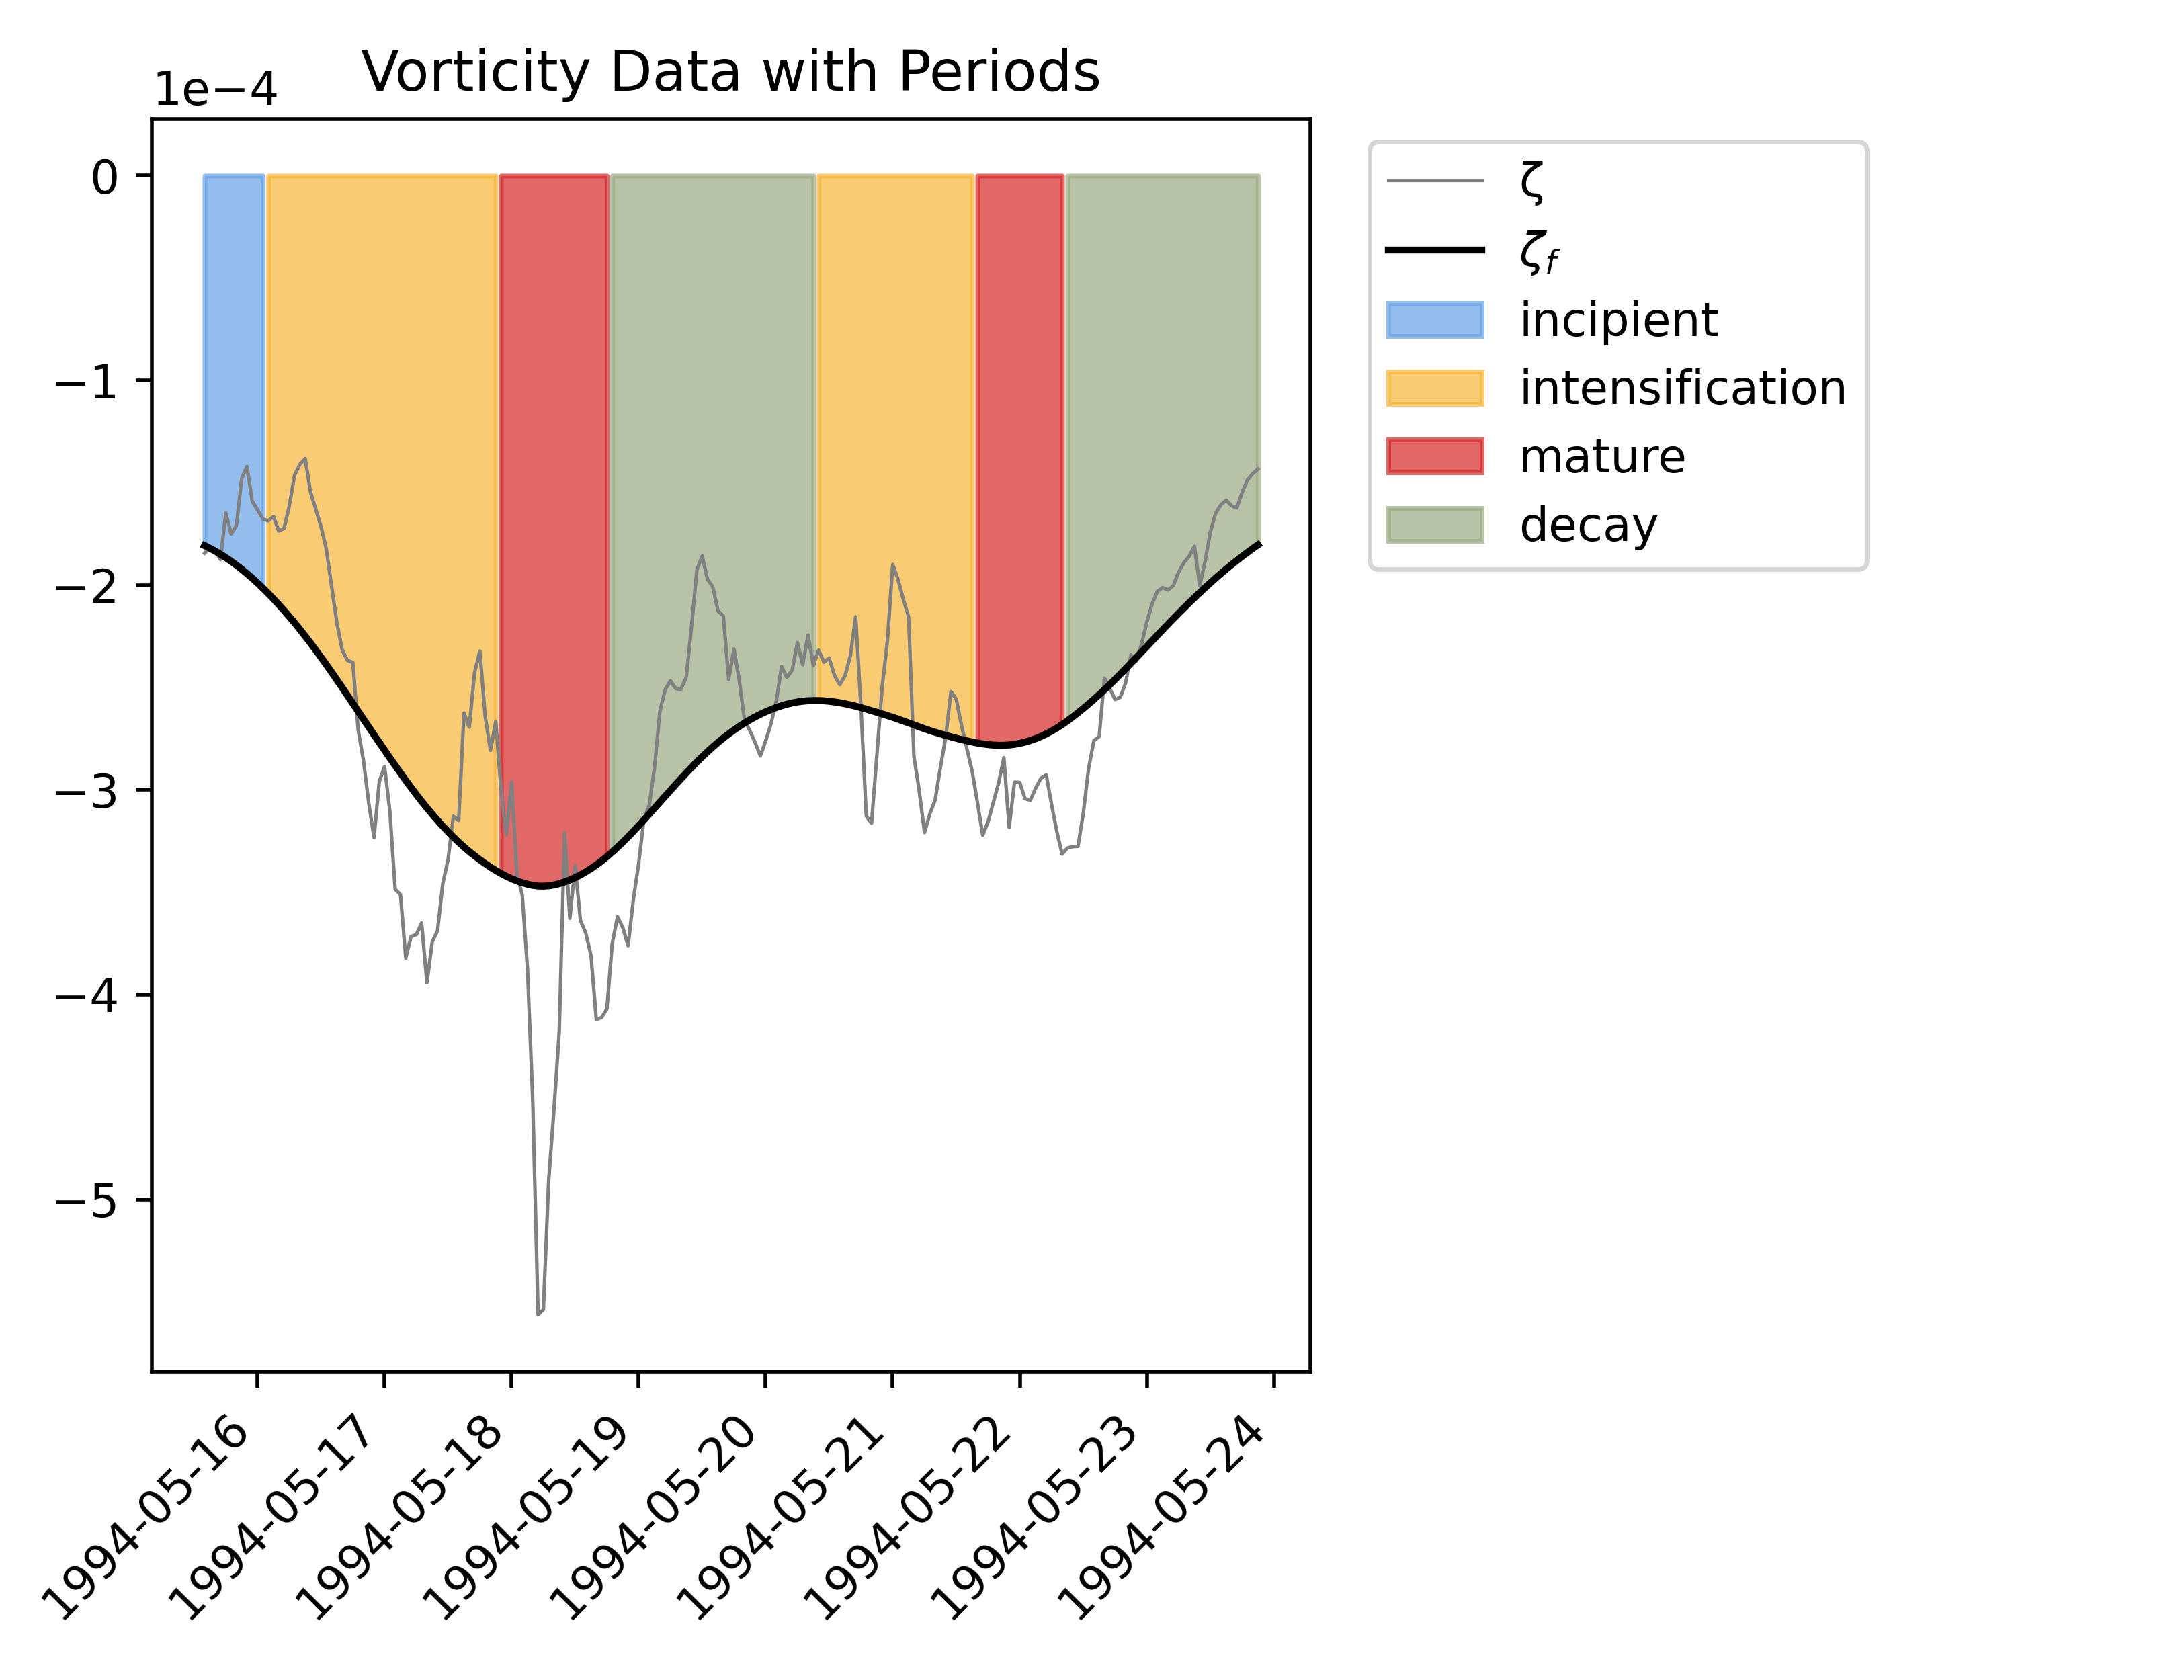 Vorticity Data with Periods
1e−4
0
−1
−2
−3
−4
−5
1994-05-16
1994-05-17
1994-05-18
1994-05-19
1994-05-20
1994-05-21
1994-05-22
1994-05-23
1994-05-24
ζ
ζf
incipient
intensification
mature
decay